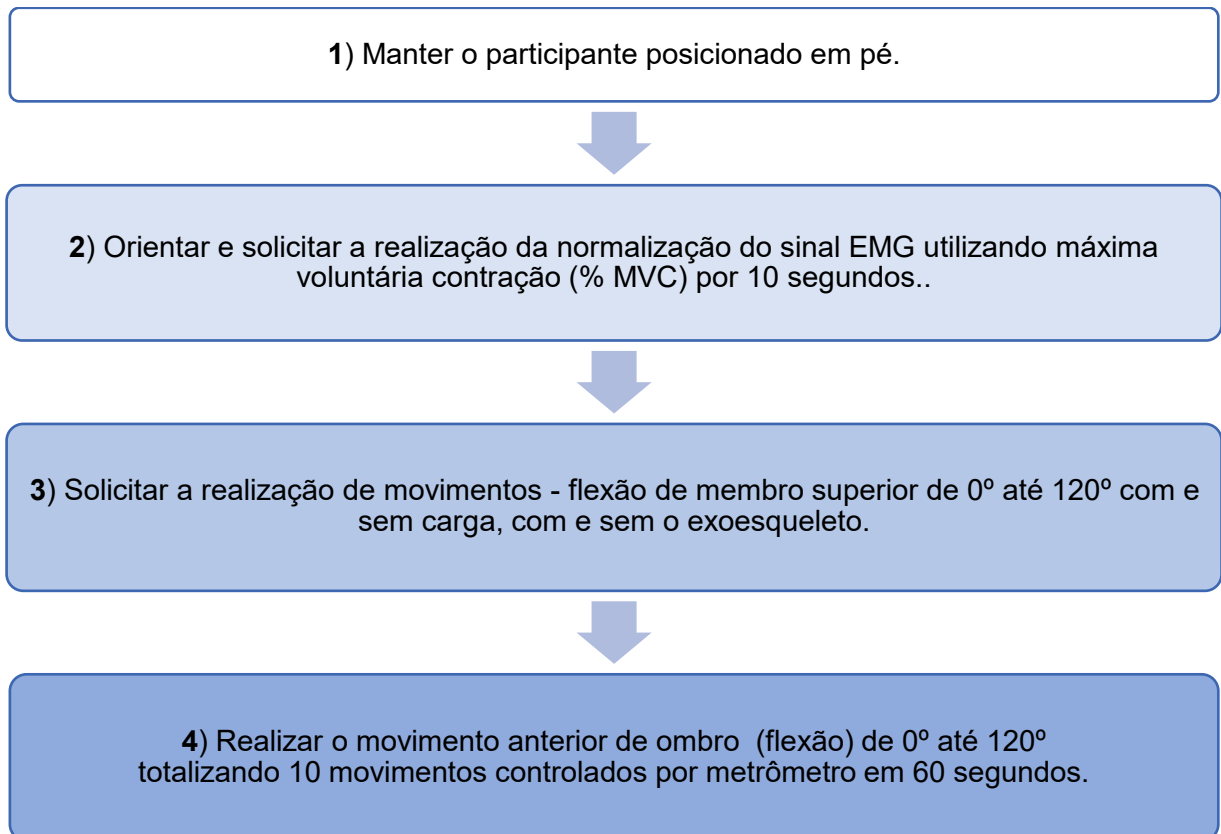 1) Manter o participante posicionado em pé.
2) Orientar e solicitar a realização da normalização do sinal EMG utilizando máxima
voluntária contração (% MVC) por 10 segundos..
3) Solicitar a realização de movimentos - flexão de membro superior de 0º até 120º com e
sem carga, com e sem o exoesqueleto.
4) Realizar o movimento anterior de ombro (flexão) de 0º até 120º
totalizando 10 movimentos controlados por metrômetro em 60 segundos.